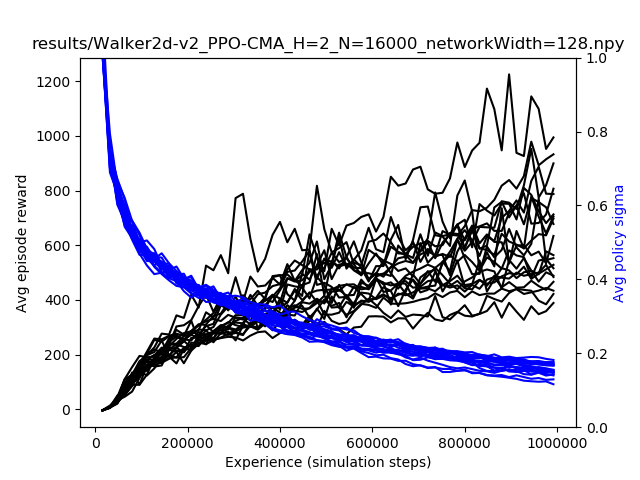 results/Walker2d-v2_PPO-CMA_H=2_N=16000_networkWidth=128.npy
1200
1000
800
600
400
200
0
Avg episode reward
1.0
0.8
0.6
0.4
0.2
0.0
Avg policy sigma
0 200000 400000 600000 800000 1000000
Experience (simulation steps)